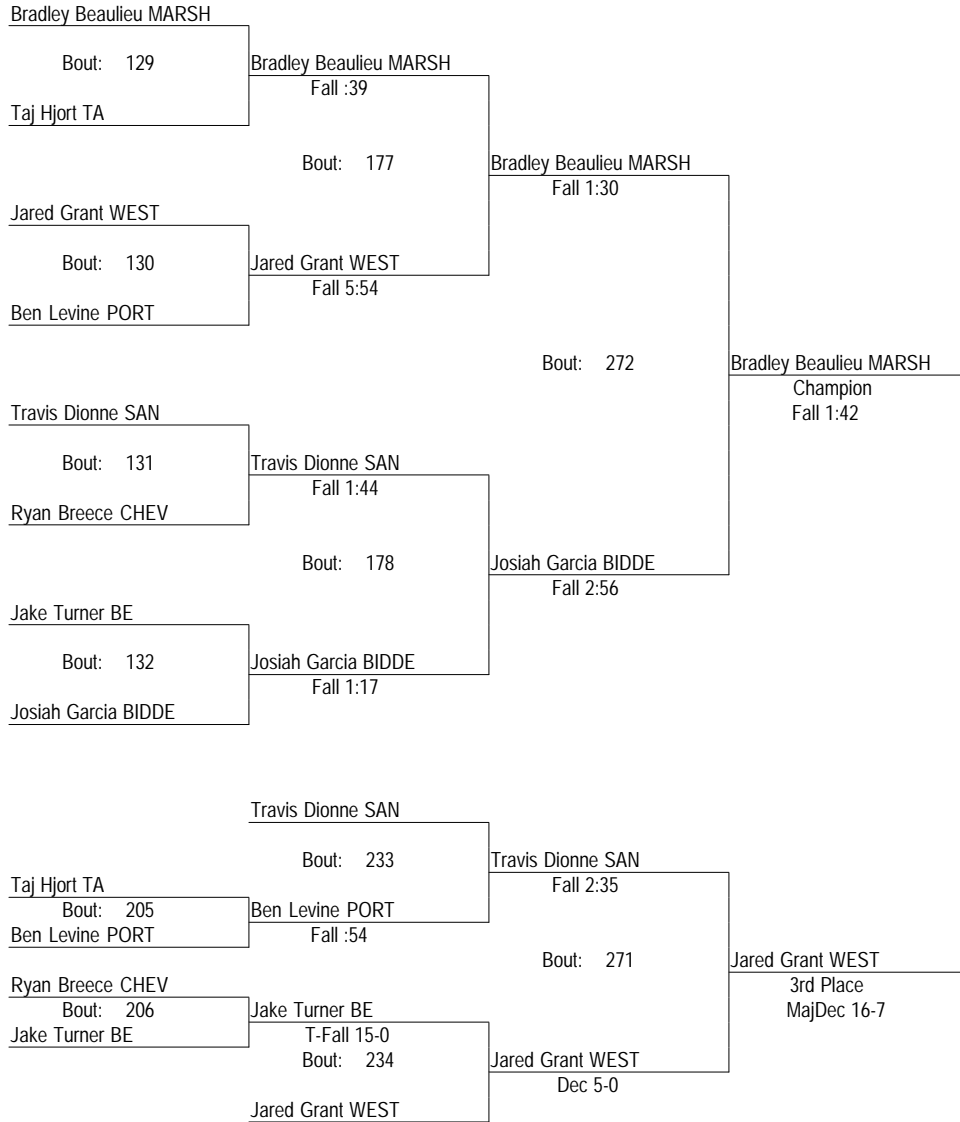 Bradley Beaulieu MARSH
Bout: 129
Bradley Beaulieu MARSH
Fall :39
Taj Hjort TA
Bout: 177
Bradley Beaulieu MARSH
Fall 1:30
Jared Grant WEST
Bout: 130
Jared Grant WEST
Fall 5:54
Ben Levine PORT
Bout: 272
Bradley Beaulieu MARSH
Champion
Fall 1:42
Travis Dionne SAN
Bout: 131
Travis Dionne SAN
Fall 1:44
Ryan Breece CHEV
Bout: 178
Josiah Garcia BIDDE
Fall 2:56
Jake Turner BE
Bout: 132
Josiah Garcia BIDDE
Fall 1:17
Josiah Garcia BIDDE
Travis Dionne SAN
Bout: 233
Travis Dionne SAN
Fall 2:35
Taj Hjort TA
Bout: 205
Ben Levine PORT
Ben Levine PORT
Fall :54
Bout: 271
Jared Grant WEST
3rd Place
MajDec 16-7
Ryan Breece CHEV
Bout: 206
Jake Turner BE
Jake Turner BE
T-Fall 15-0
Bout: 234
Jared Grant WEST
Dec 5-0
Jared Grant WEST